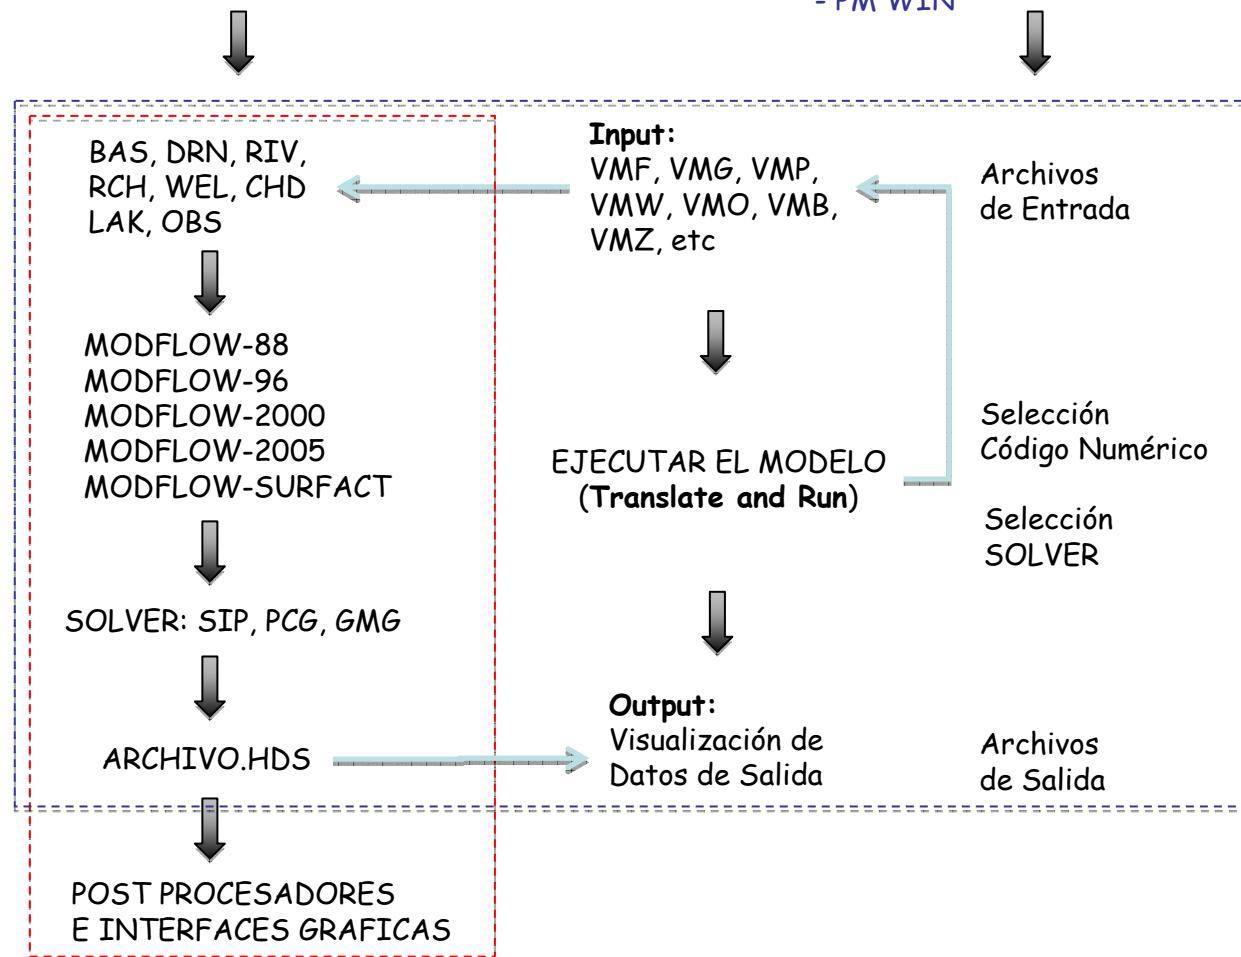 - PM WIN
BAS, DRN, RIV,
RCH, WEL, CHD
LAK, OBS
MODFLOW-88
MODFLOW-96
MODFLOW-2000
MODFLOW-2005
MODFLOW-SURFACT
SOLVER: SIP, PCG, GMG
ARCHIVO.HDS
POST PROCESADORES
E INTERFACES GRAFICAS
Input:
VMF, VMG, VMP,
VMW, VMO, VMB,
VMZ, etc
EJECUTAR EL MODELO
(Translate and Run)
Output:
Visualización de
Datos de Salida
Archivos
de Entrada
Selección
Código Numérico
Selección
SOLVER
Archivos
de Salida